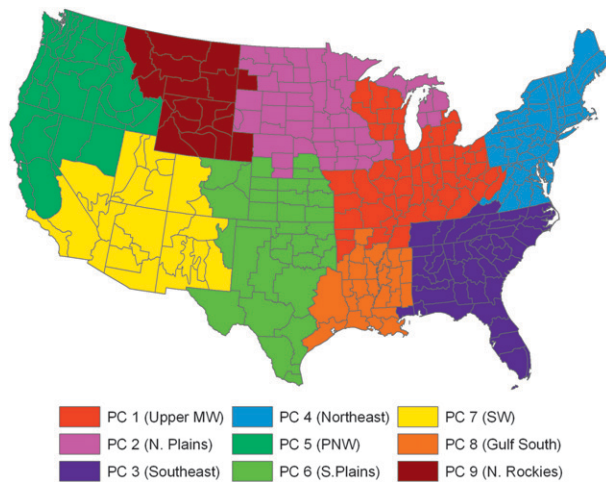 PC 1 (Upper MW) PC 4 (Northeast) PC 7 (SW)
PC 2 (N. Plains) PC 5 (PNW) PC 8 (Gulf South)
PC 3 (Southeast) PC 6 (S.Plains) PC 9 (N. Rockies)